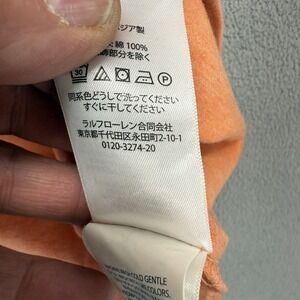 ジア製
綿 100%
部分を除く
30
同系色どうしで洗ってください
すぐに干してください
ラルフローレン合同会社
東京都千代田区永田町2-10-1
0120-3274-20
COLD GENTLE
COLORS.